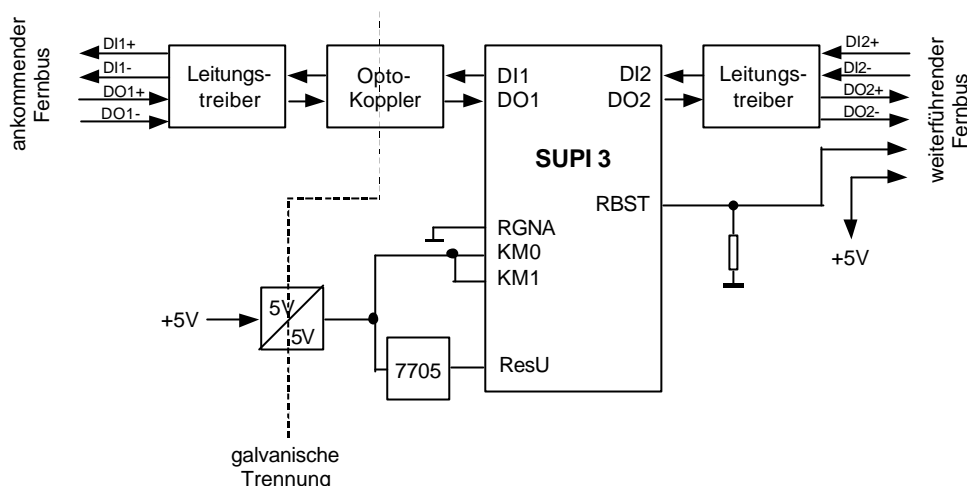 ankommender
Fernbus
DI1+
DI1-
DO1+
DO1-
Leitungs-
treiber
Opto-
Koppler
DI1
DO1
DI2
DO2
SUPI 3
RBST
RGNA
KM0
KM1
ResU
Leitungs-
treiber
DI2+
DI2-
DO2+
DO2-
weiterführender
Fernbus
+5V
+5V
5V
5V
7705
galvanische
Trennung